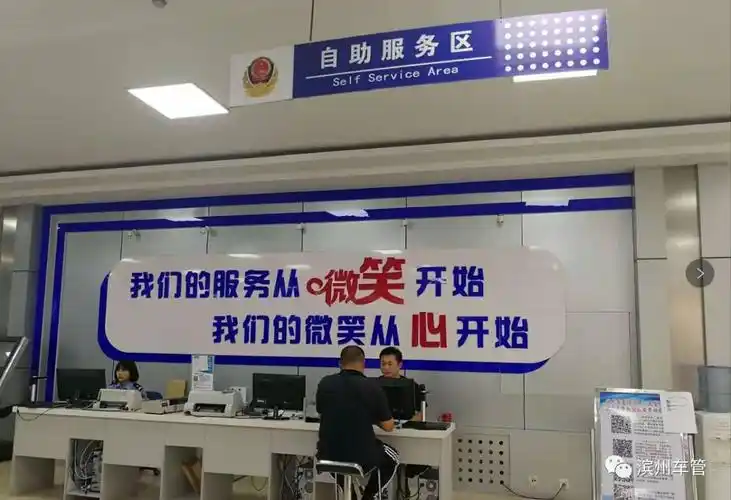 自助服务区
Self Service Area
我们的服务从微笑开始
我们的微笑从心开始
滨州车管